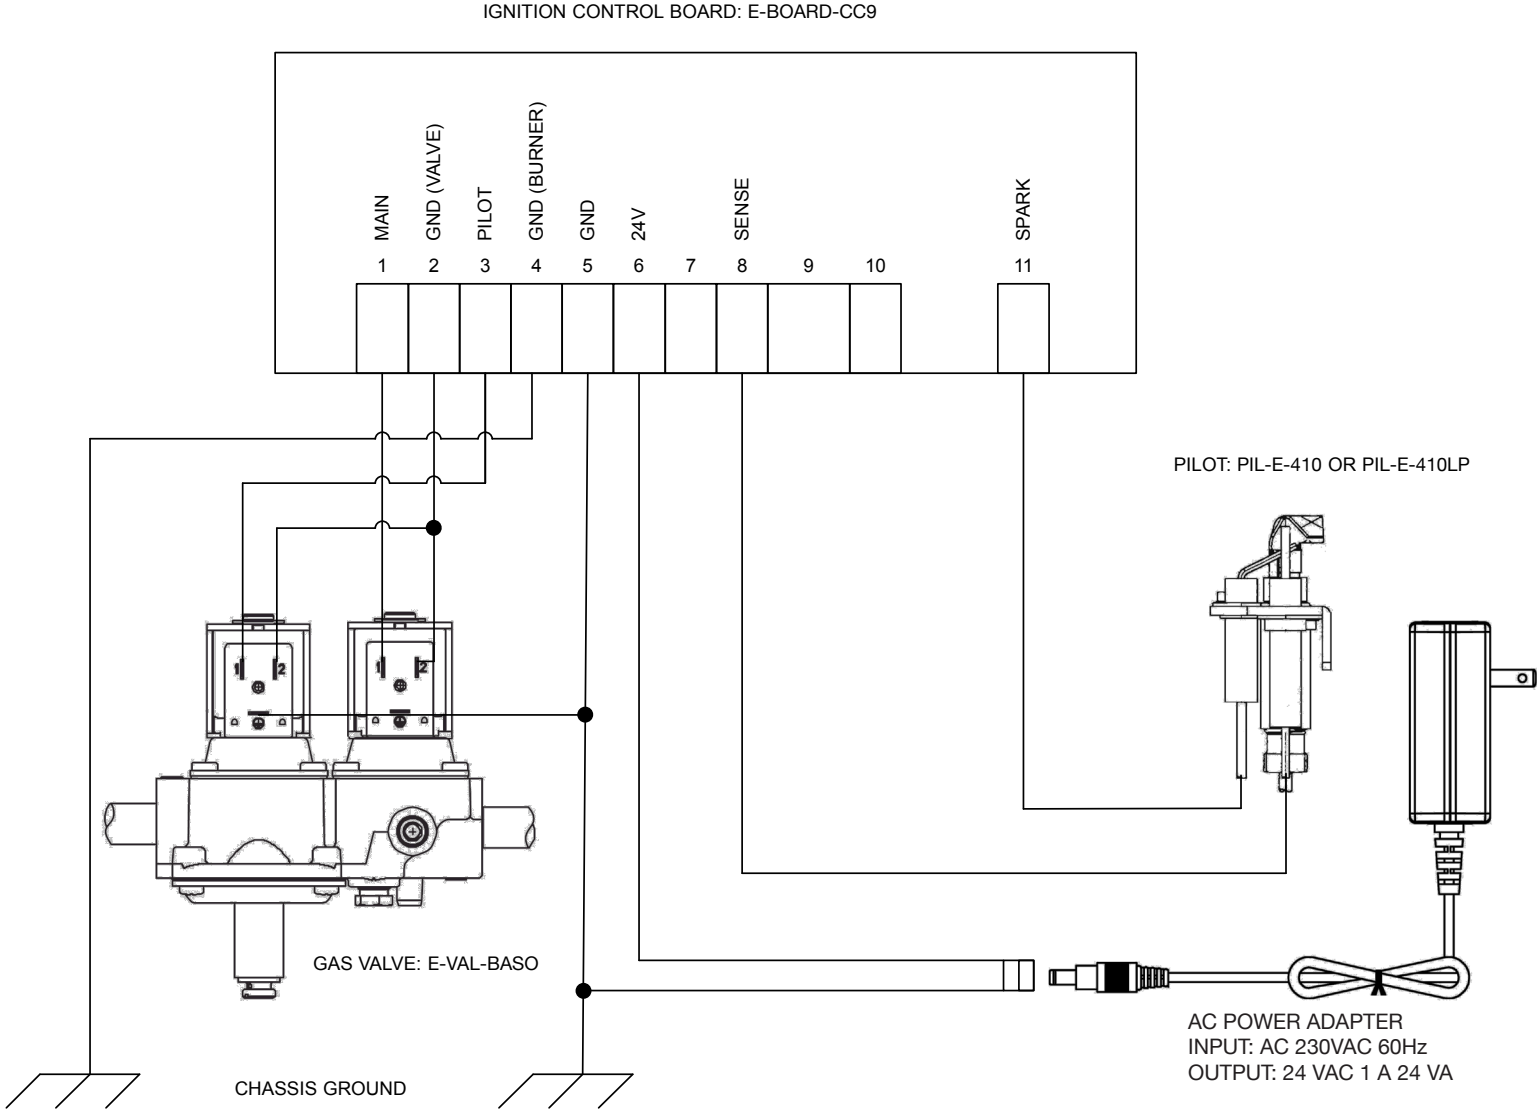 IGNITION CONTROL BOARD: E-BOARD-CC9
MAIN
GND (VALVE)
PILOT
GND (BURNER)
GND
24V
SENSE
SPARK
1 2 3 4 5 6 7 8 9 10 11
PILOT: PIL-E-410 OR PIL-E-410LP
1 2 1 2
GAS VALVE: E-VAL-BASO
AC POWER ADAPTER
INPUT: AC 230VAC 60Hz
OUTPUT: 24 VAC 1 A 24 VA
CHASSIS GROUND